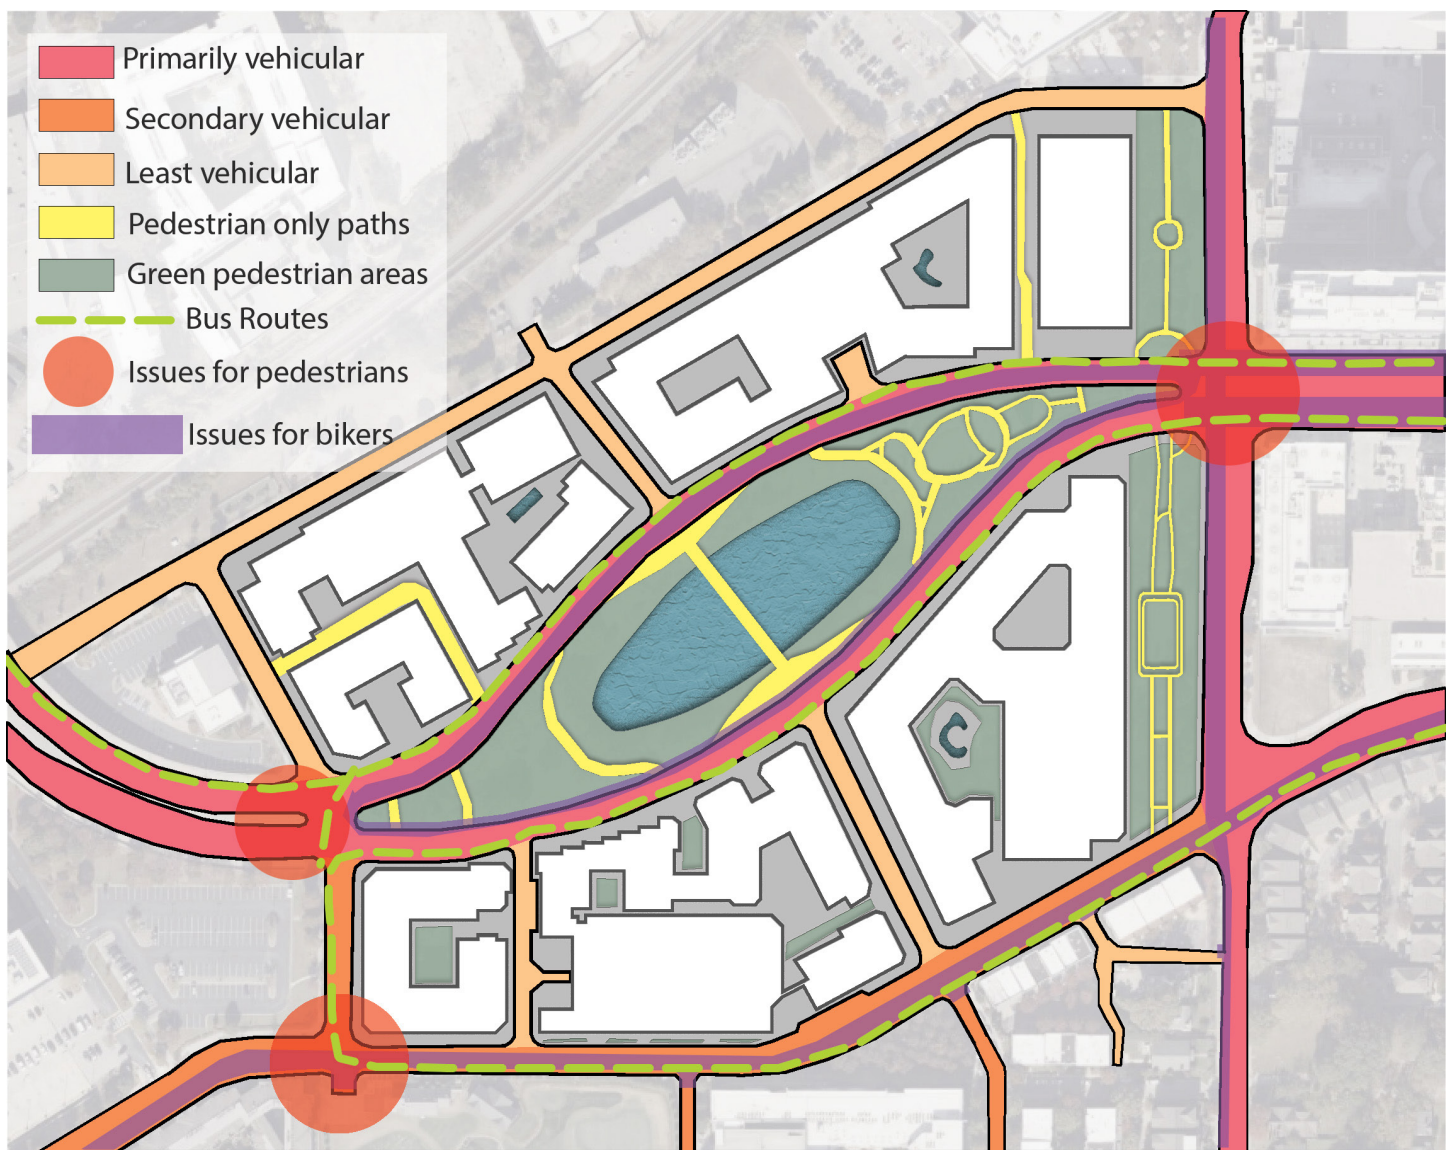 Primarily vehicular
Secondary vehicular
Least vehicular
Pedestrian only paths
Green pedestrian areas
Bus Routes
Issues for pedestrians
Issues for bikers